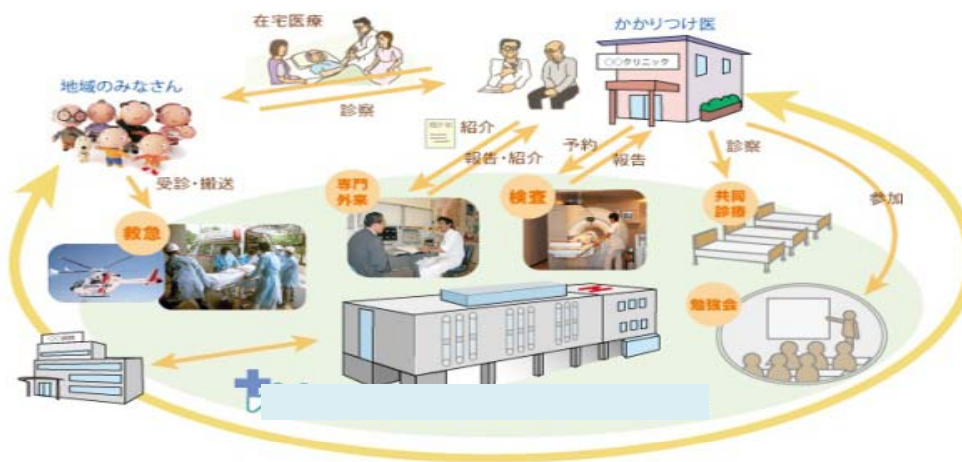 在宅医療
かかりつけ医
○○クリニック
地域のみなさん
診察
紹介
報告・紹介
予約
報告
診察
参加
受診・搬送
専門
外来
検査
共同
診療
救急
勉強会